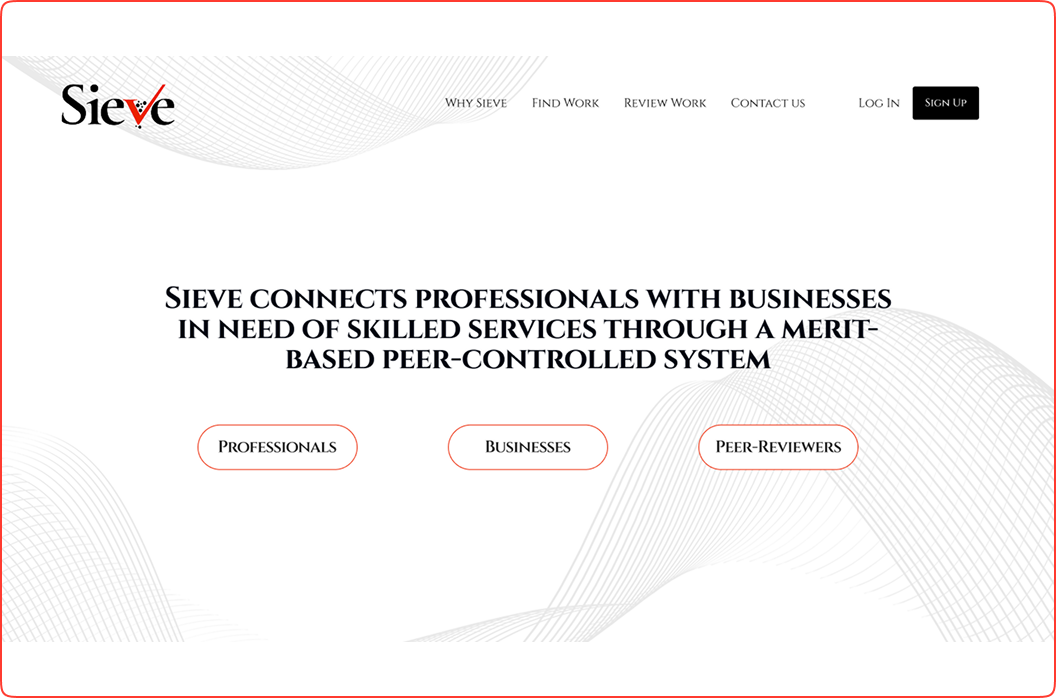 Sieve
Why Sieve Find Work Review Work Contact us Log In Sign Up
Sieve connects professionals with businesses
in need of skilled services through a merit-
based peer-controlled system
Professionals Businesses Peer-Reviewers